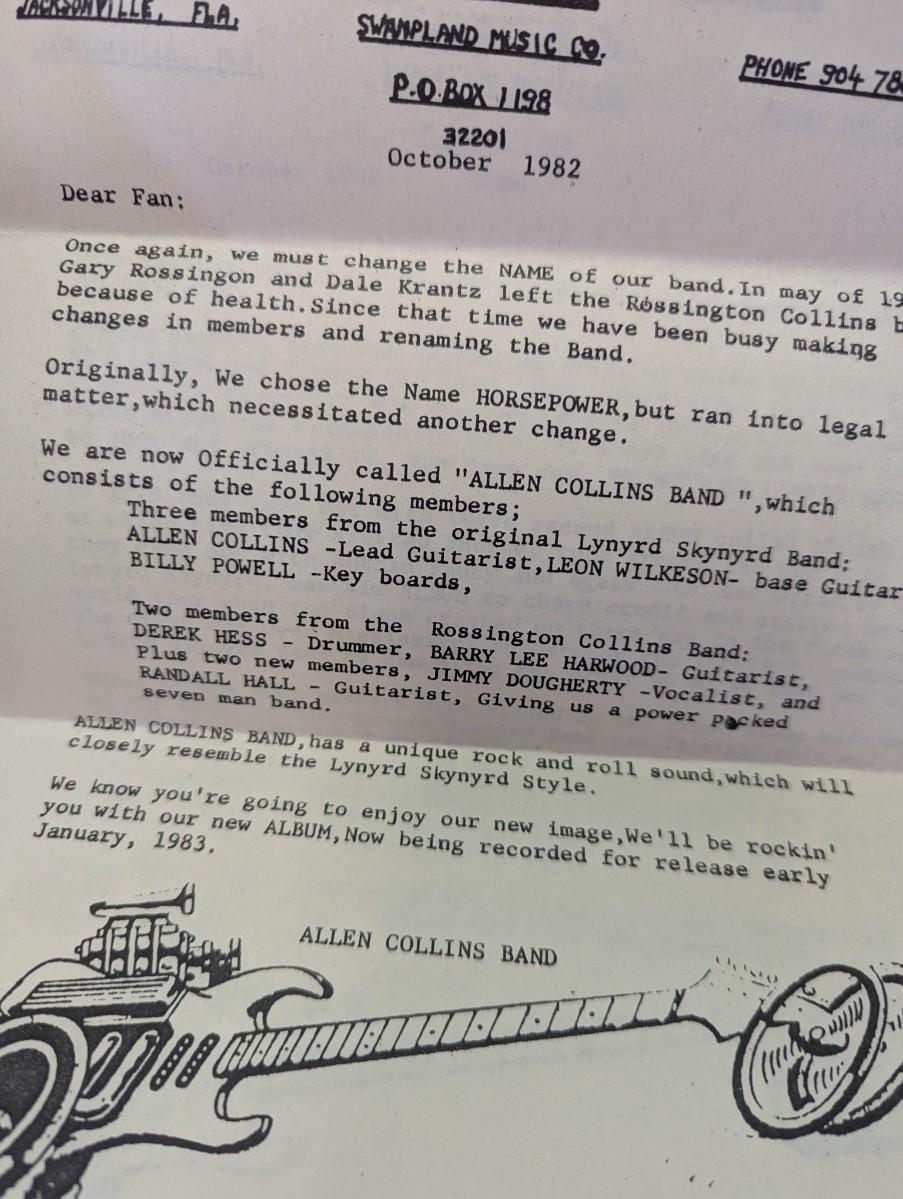 JACKSONVILLE, FLA.
SWAMPLAND MUSIC CO.
PHONE 904 78
P.O.BOX 1198
32201
October 1982
Dear Fan;
Once again, we must change the NAME of our band.In may of 19
Gary Rossingon and Dale Krantz left the Rossington Collins b
because of health.Since that time we have been busy making
changes in members and renaming the Band.
Originally, We chose the Name HORSEPOWER,but ran into legal
matter,which necessitated another change.
We are now Officially called "ALLEN COLLINS BAND ",which
consists of the following members;
Three members from the original Lynyrd Skynyrd Band:
ALLEN COLLINS -Lead Guitarist,LEON WILKESON- base Guitar
BILLY POWELL -Key boards,
Two members from the Rossington Collins Band:
DEREK HESS - Drummer, BARRY LEE HARWOOD- Guitarist,
Plus two new members, JIMMY DOUGHERTY -Vocalist, and
RANDALL HALL - Guitarist, Giving us a power packed
seven man band.
ALLEN COLLINS BAND,has a unique rock and roll sound,which will
closely resemble the Lynyrd Skynyrd Style.
We know you're going to enjoy our new image,We'll be rockin'
you with our new ALBUM,Now being recorded for release early
January, 1983.
ALLEN COLLINS BAND